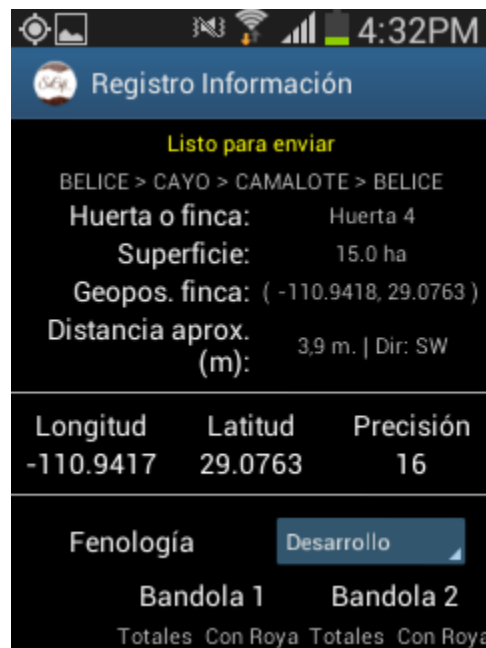 4:32PM
Registro Información
Listo para enviar
BELICE > CAYO > CAMALOTE > BELICE
Huerta o finca: Huerta 4
Superficie: 15.0 ha
Geopos. finca: ( -110.9418, 29.0763 )
Distancia aprox. (m): 3,9 m. | Dir: SW
Longitud Latitud Precisión
-110.9417 29.0763 16
Fenología Desarrollo
Bandola 1 Bandola 2
Totales Con Roya Totales Con Roya